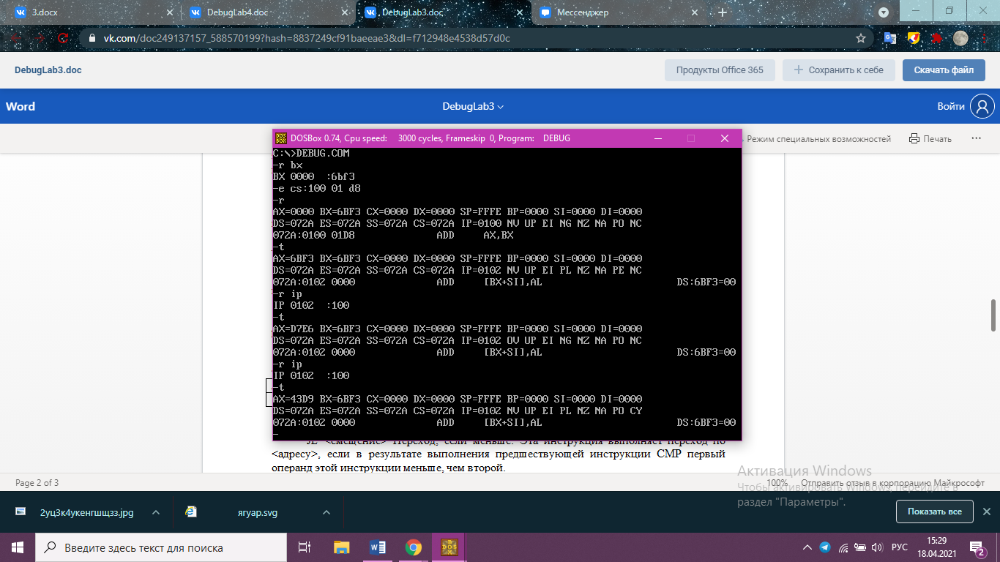 3.docx
DebugLab4.doc
DebugLab3.doc
Мессенджер
vk.com/doc249137157_588570199?hash=8837249cf91baeeae3&dl=f712948e4538d57d0c
DebugLab3.doc
Продукты Office 365
Сохранить к себе
Скачать файл
Word
DebugLab3
Войти
Режим специальных возможностей
Печать
DOSBox 0.74, Cpu speed: 3000 cycles, Frameskip 0, Program: DEBUG
C:\>DEBUG.COM
-r bx
BX 0000 :6bf3
-e cs:100 01 d8
-r
AX=0000 BX=6BF3 CX=0000 DX=0000 SP=FFFE BP=0000 SI=0000 DI=0000
DS=072A ES=072A SS=072A CS=072A IP=0100 NV UP EI NG NZ NA PO NC
072A:0100 01D8 ADD AX,BX
-t
AX=6BF3 BX=6BF3 CX=0000 DX=0000 SP=FFFE BP=0000 SI=0000 DI=0000
DS=072A ES=072A SS=072A CS=072A IP=0102 NV UP EI PL NZ NA PE NC
072A:0102 0000 ADD [BX+SI],AL DS:6BF3=00
-r ip
IP 0102 :100
-t
AX=D7E6 BX=6BF3 CX=0000 DX=0000 SP=FFFE BP=0000 SI=0000 DI=0000
DS=072A ES=072A SS=072A CS=072A IP=0102 OV UP EI NG NZ NA PO NC
072A:0102 0000 ADD [BX+SI],AL DS:6BF3=00
-r ip
IP 0102 :100
-t
AX=43D9 BX=6BF3 CX=0000 DX=0000 SP=FFFE BP=0000 SI=0000 DI=0000
DS=072A ES=072A SS=072A CS=072A IP=0102 NV UP EI PL NZ NA PO CY
072A:0102 0000 ADD [BX+SI],AL DS:6BF3=00
-
<смещение> Переход, если меньше. Эта инструкция выполняет переход по
<адресу>, если в результате выполнения предшествующей инструкции CMP первый
операнд этой инструкции меньше, чем второй.
Активация Windows
Чтобы активировать Windows, перейдите в
раздел "Параметры".
Page 2 of 3
100%
Отправить отзыв в корпорацию Майкрософт
2уц3к4укенгшщзз.jpg
ягуар.svg
Показать все
Введите здесь текст для поиска
РУС
15:29
18.04.2021
2